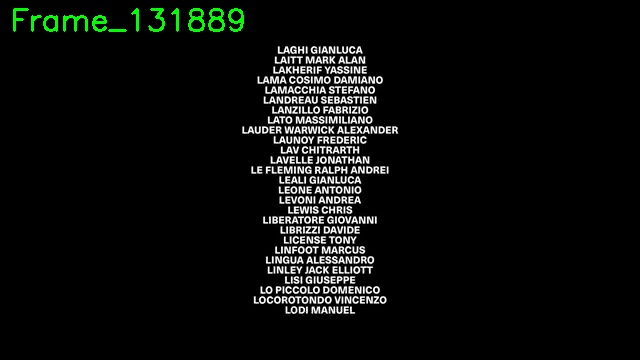 Frame_131889
LAGHI GIANLUCA
LAITT MARK ALAN
LAKHERIF YASSINE
LAMA COSIMO DAMIANO
LAMACCHIA STEFANO
LANDREAU SEBASTIEN
LANZILLO FABRIZIO
LATO MASSIMILIANO
LAUDER WARWICK ALEXANDER
LAUNOY FREDERIC
LAV CHITRARTH
LAVELLE JONATHAN
LE FLEMING RALPH ANDREI
LEALI GIANLUCA
LEONE ANTONIO
LEVONI ANDREA
LEWIS CHRIS
LIBERATORE GIOVANNI
LIBRIZZI DAVIDE
LICENSE TONY
LINFOOT MARCUS
LINGUA ALESSANDRO
LINLEY JACK ELLIOTT
LISI GIUSEPPE
LO PICCOLO DOMENICO
LOCOROTONDO VINCENZO
LODI MANUEL